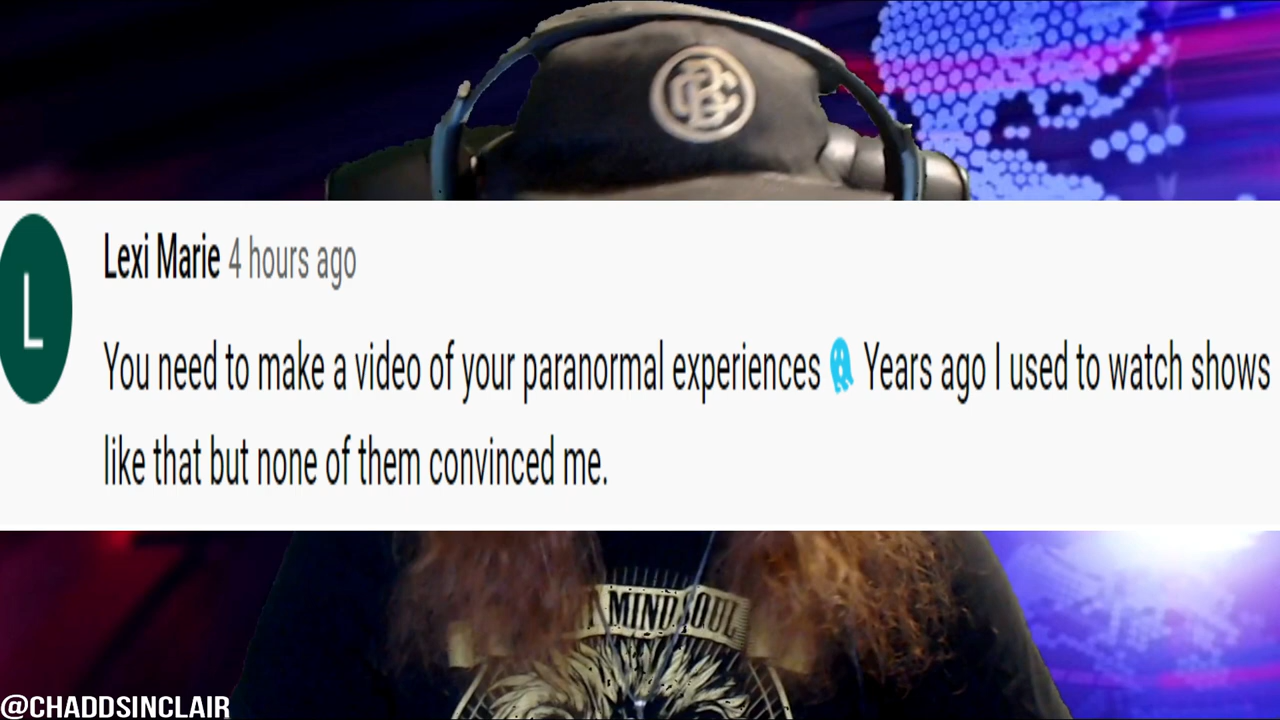 L
Lexi Marie 4 hours ago
You need to make a video of your paranormal experiences Years ago I used to watch shows
like that but none of them convinced me.
MIND SOUL
@CHADDSINCLAIR